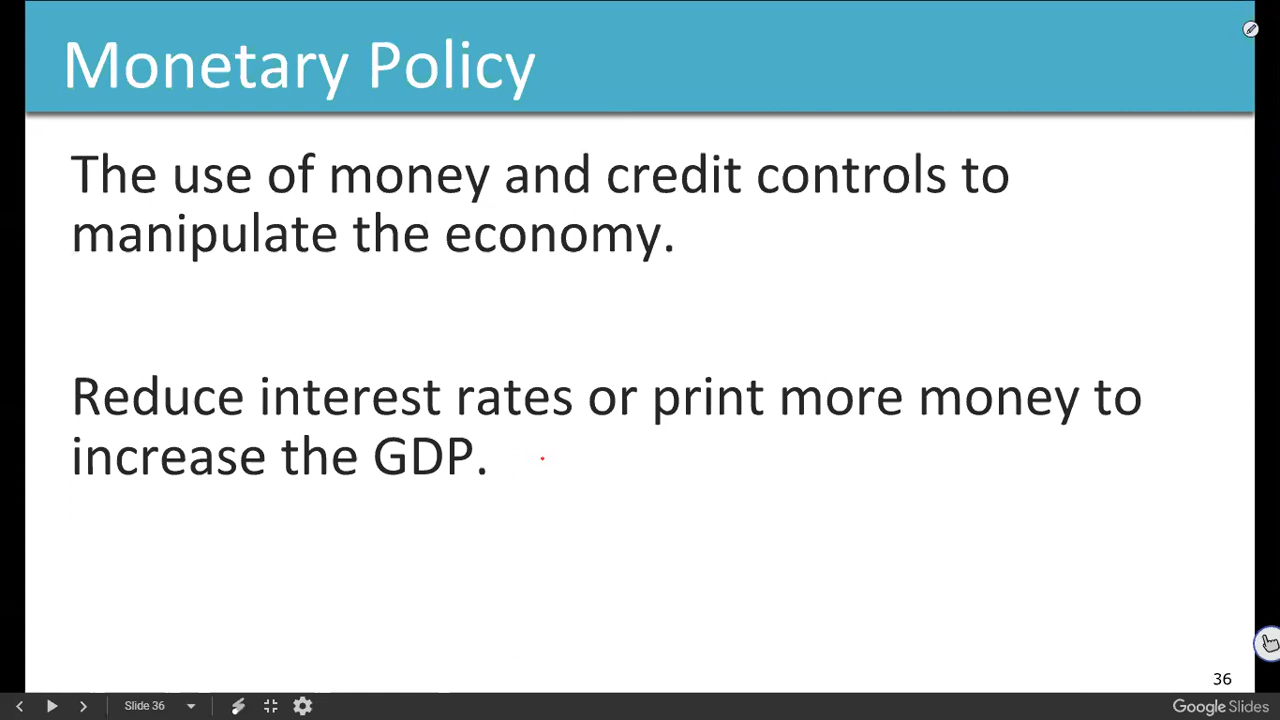 Monetary Policy
The use of money and credit controls to
manipulate the economy.
Reduce interest rates or print more money to
increase the GDP.
36
Slide 36
Google Slides